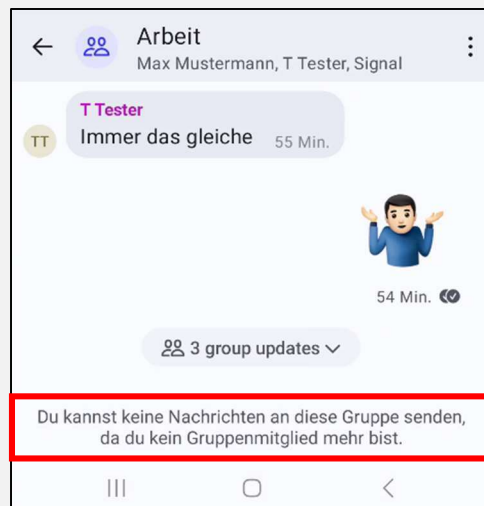 Arbeit
Max Mustermann, T Tester, Signal
T Tester
TT
Immer das gleiche 55 Min.
54 Min.
3 group updates
Du kannst keine Nachrichten an diese Gruppe senden,
da du kein Gruppenmitglied mehr bist.